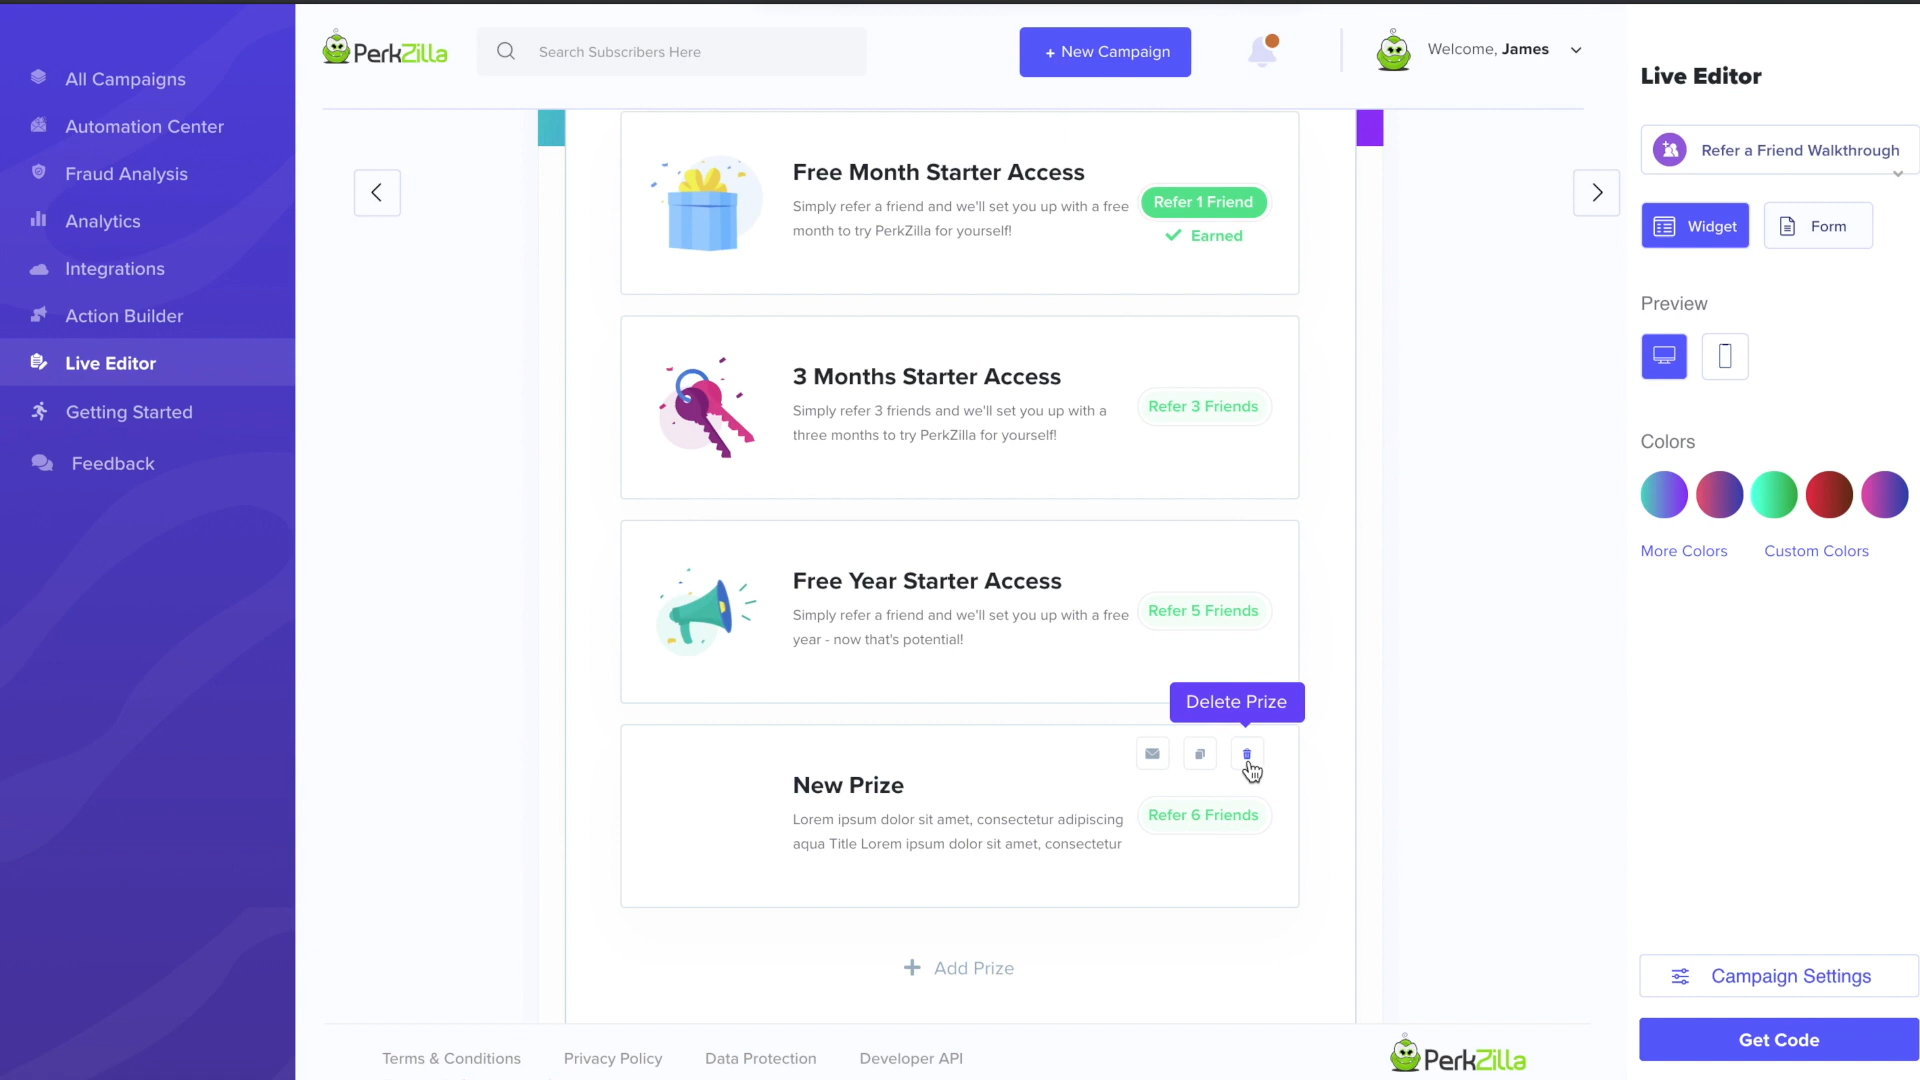 All Campaigns
Automation Center
Fraud Analysis
Analytics
Integrations
Action Builder
Live Editor
Getting Started
Feedback
PerkZilla
Search Subscribers Here
+ New Campaign
Welcome, James
Free Month Starter Access
Simply refer a friend and we'll set you up with a free
month to try PerkZilla for yourself!
Refer 1 Friend
Earned
3 Months Starter Access
Simply refer 3 friends and we'll set you up with a
three months to try PerkZilla for yourself!
Refer 3 Friends
Free Year Starter Access
Simply refer a friend and we'll set you up with a free
year - now that's potential!
Refer 5 Friends
Delete Prize
New Prize
Lorem ipsum dolor sit amet, consectetur adipiscing
aqua Title Lorem ipsum dolor sit amet, consectetur
Refer 6 Friends
+ Add Prize
Terms & Conditions
Privacy Policy
Data Protection
Developer API
PerkZilla
Live Editor
Refer a Friend Walkthrough
Widget
Form
Preview
Colors
More Colors
Custom Colors
Campaign Settings
Get Code